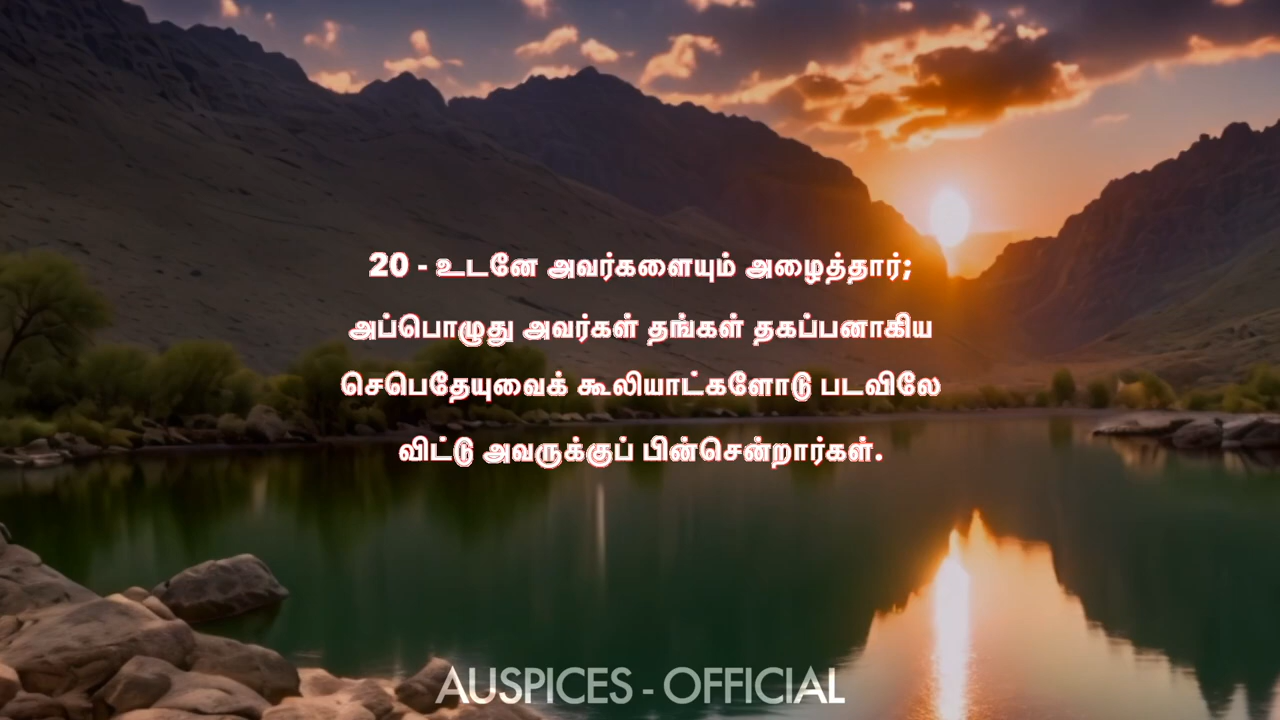 20 - உடனே அவர்களையும் அழைத்தார்;
அப்பொழுது அவர்கள் தங்கள் தகப்பனாகிய
செபெதேயுவைக் கூலியாட்களோடு படவிலே
விட்டு அவருக்குப் பின்சென்றார்கள்.
AUSPICES - OFFICIAL